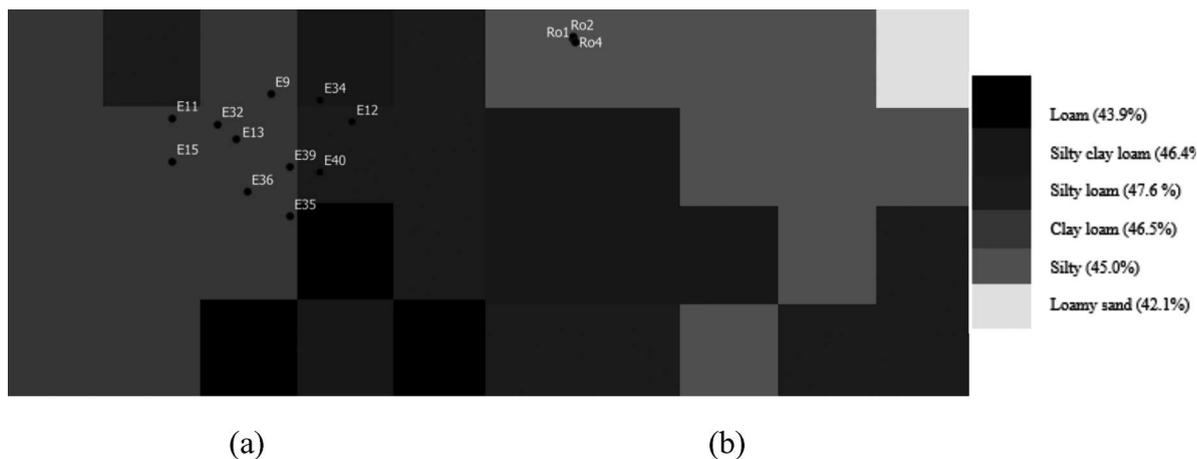 Ro2
Ro1
Ro4
E9
E34
E11
E32
E12
E13
E15
E39
E40
E36
E35
Loam (43.9%)
Silty clay loam (46.4%
Silty loam (47.6 %)
Clay loam (46.5%)
Silty (45.0%)
Loamy sand (42.1%)
(a)
(b)